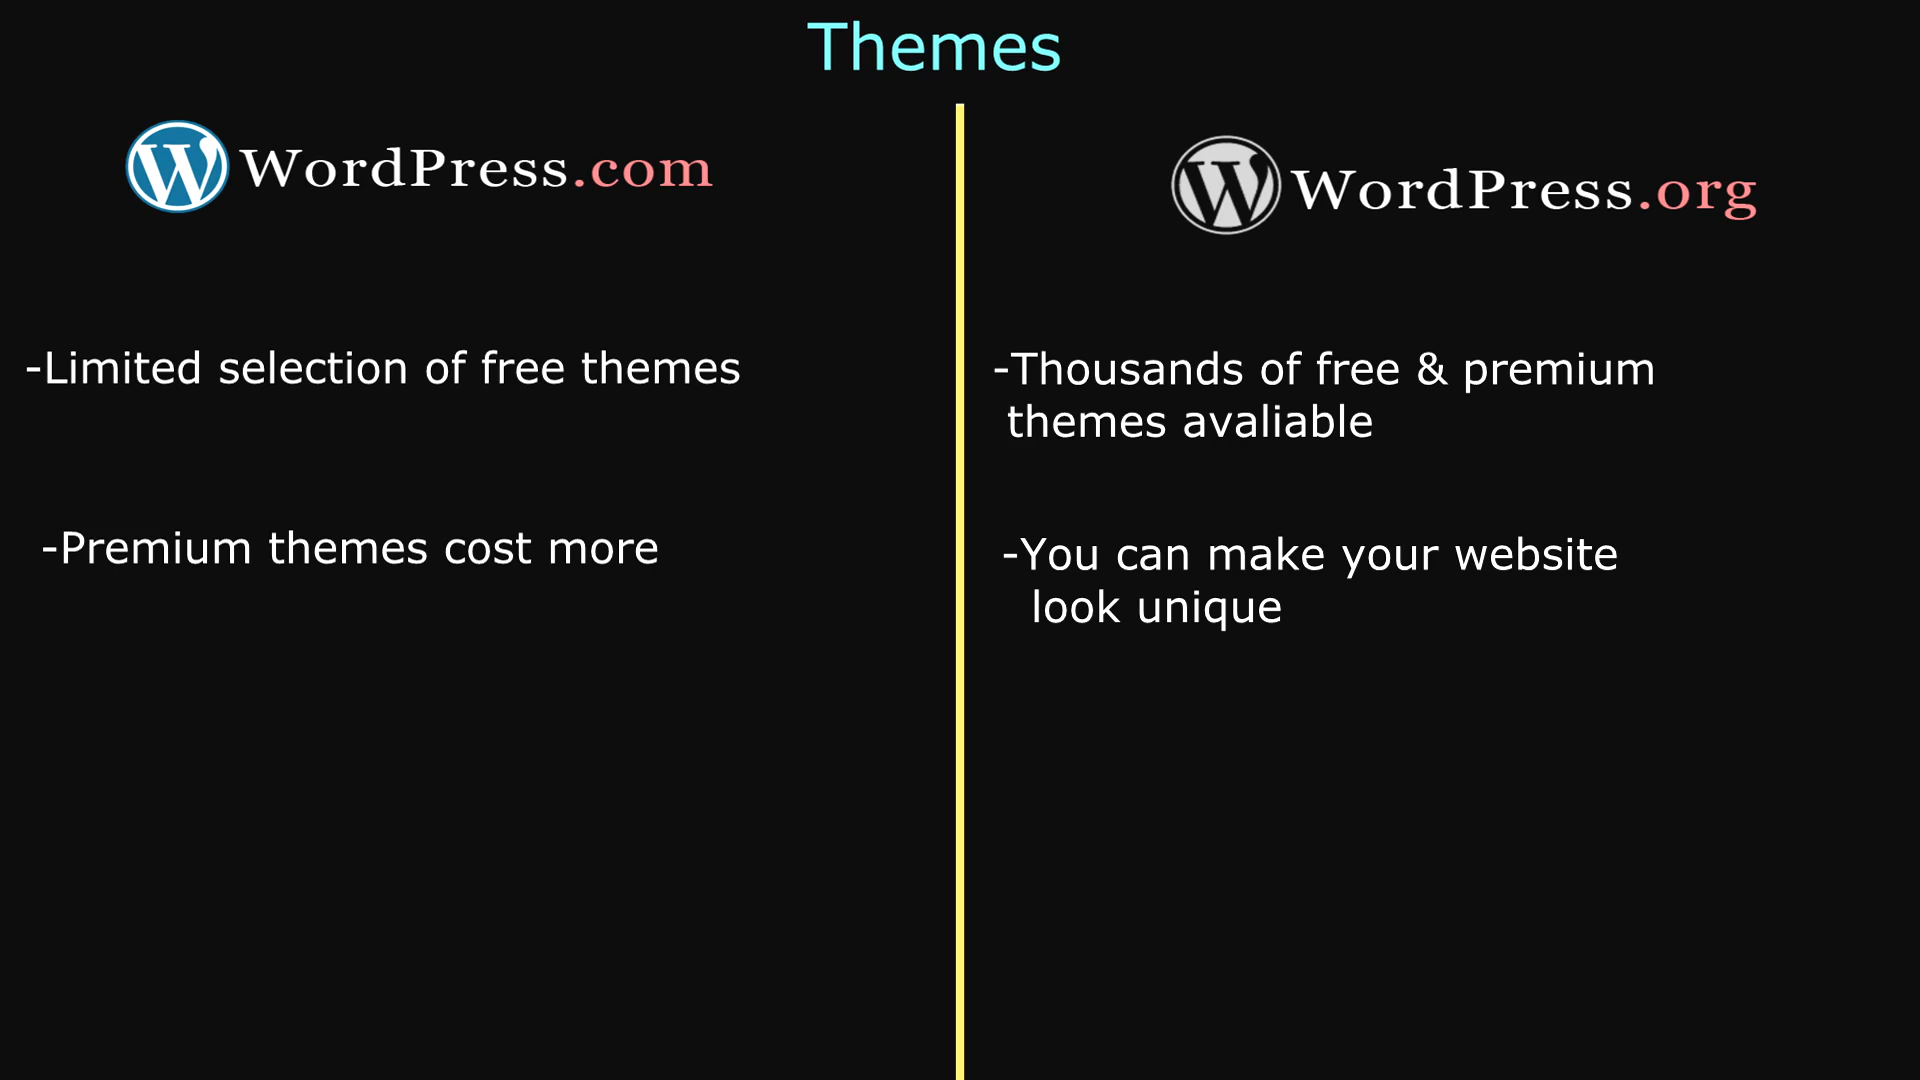 Themes
WordPress.com
-Limited selection of free themes
-Premium themes cost more
WordPress.org
-Thousands of free & premium
themes avaliable
-You can make your website
look unique